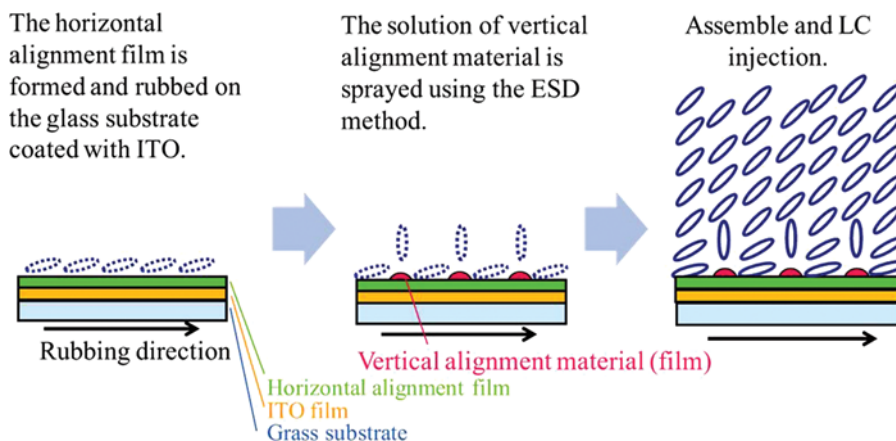 The horizontal
alignment film is
formed and rubbed on
the glass substrate
coated with ITO.
The solution of vertical
alignment material is
sprayed using the ESD
method.
Assemble and LC
injection.
Rubbing direction
Vertical alignment material (film)
Horizontal alignment film
ITO film
Grass substrate